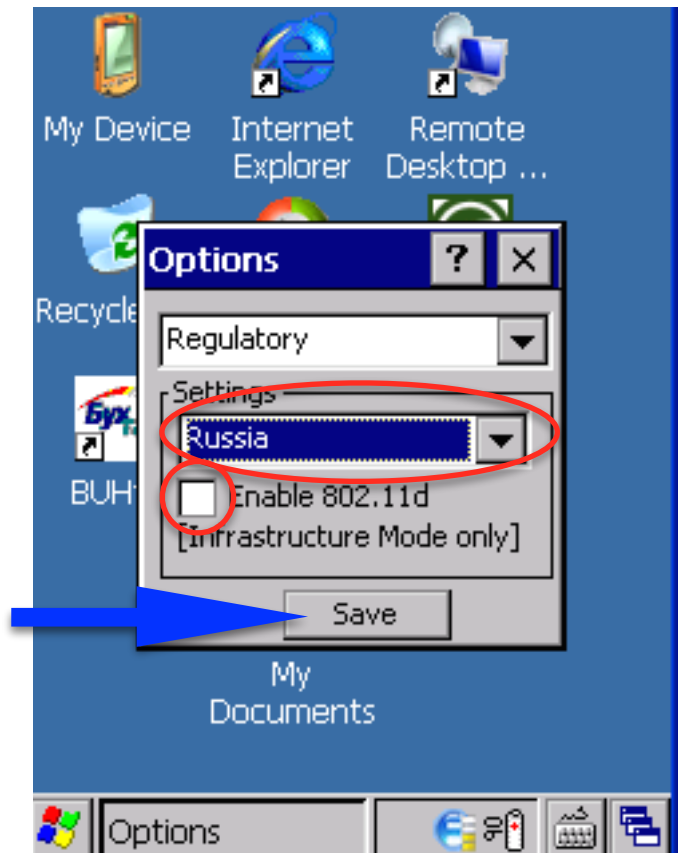 My Device
Internet
Explorer
Remote
Desktop ...
Recycle
Options
?
Regulatory
Settings
Russia
Enable 802.11d
[Infrastructure Mode only]
Save
Бух
BUH
My
Documents
Options